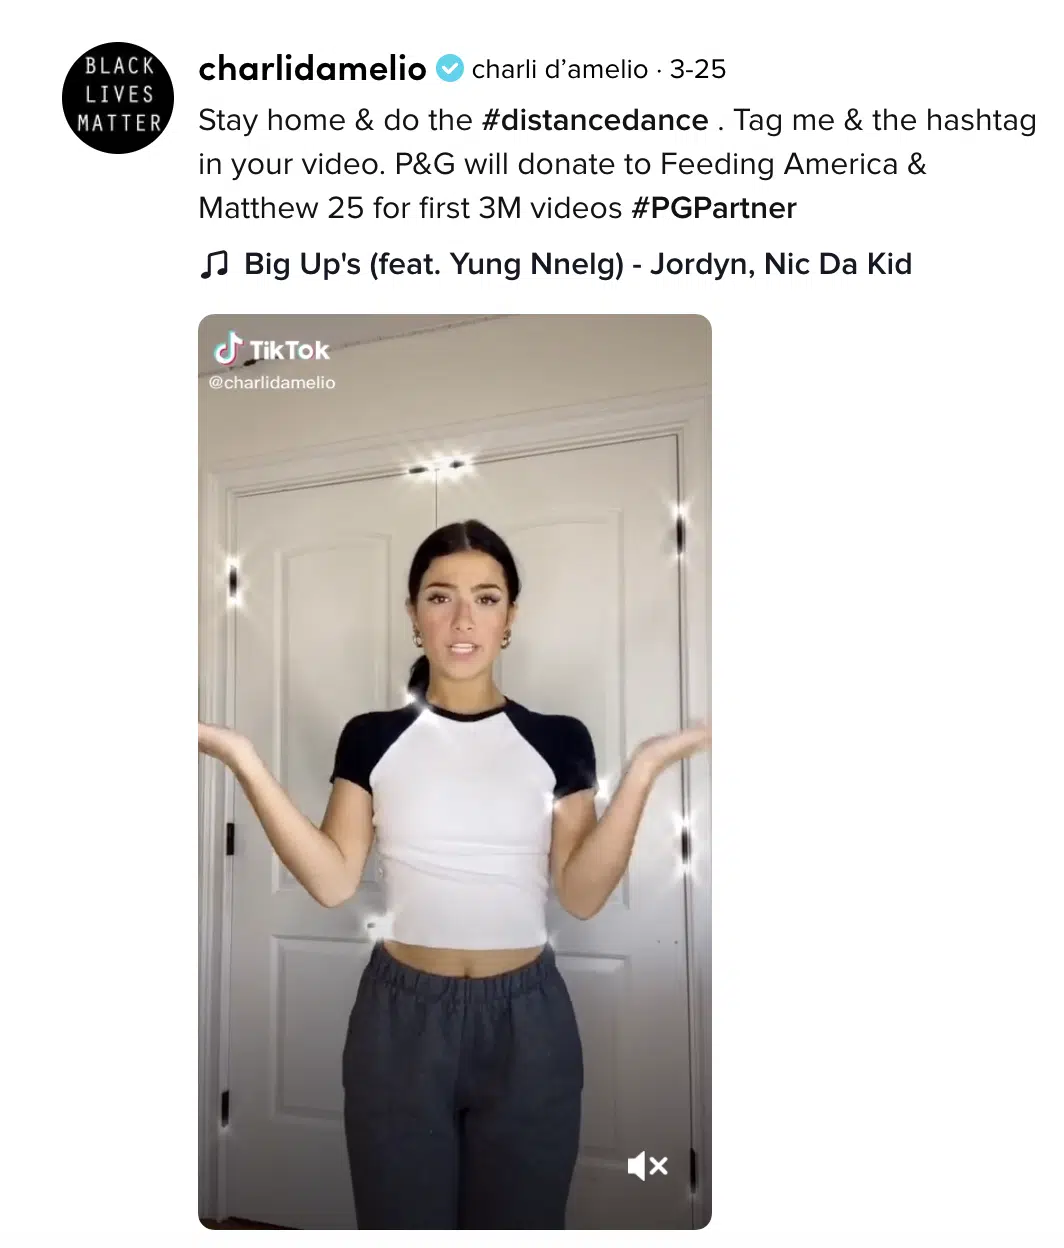 BLACK
LIVES
MATTER
charlidamelio charli d’amelio · 3-25
Stay home & do the #distancedance . Tag me & the hashtag
in your video. P&G will donate to Feeding America &
Matthew 25 for first 3M videos #PGPartner
Big Up's (feat. Yung Nnelg) - Jordyn, Nic Da Kid
TikTok
@charlidamelio